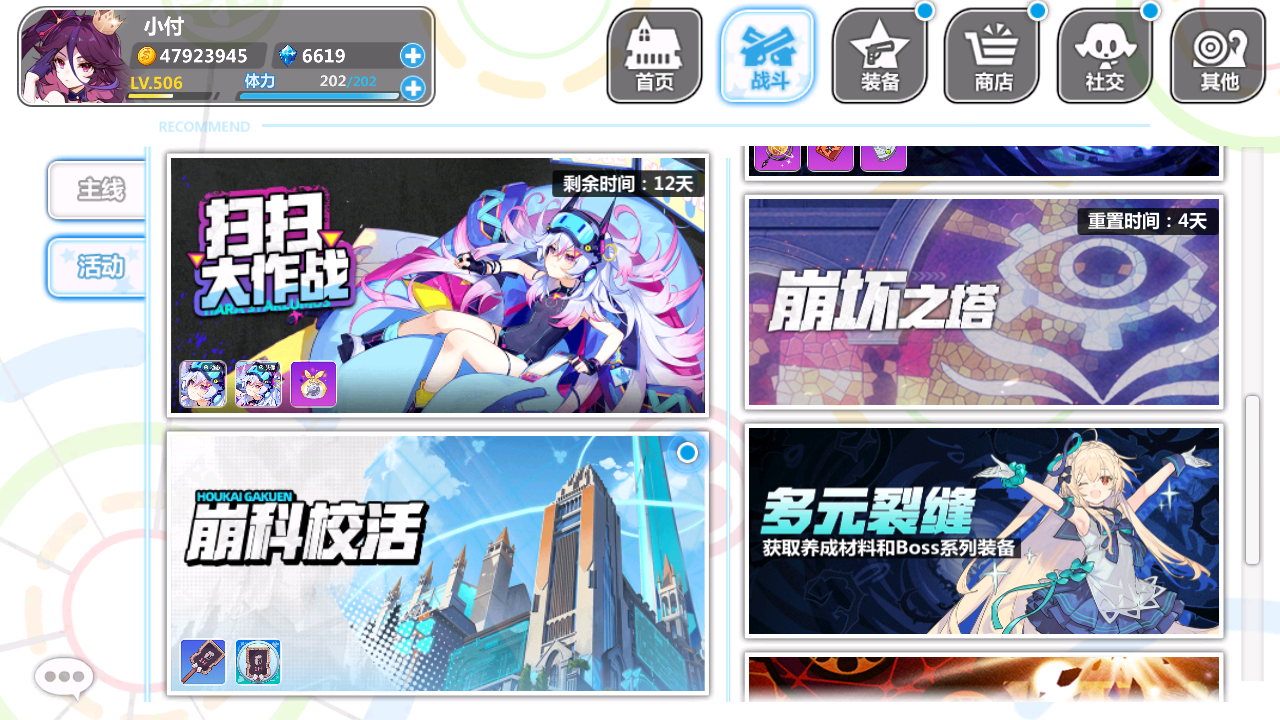 小付
47923945
6619
LV.506
体力
202/202
首页
战斗
装备
商店
社交
其他
RECOMMEND
主线
活动
剩余时间：12天
扫扫
大作战
重置时间：4天
崩坏之塔
HOUKAI GAKUEN
崩科校活
多元裂缝
获取养成材料和Boss系列装备